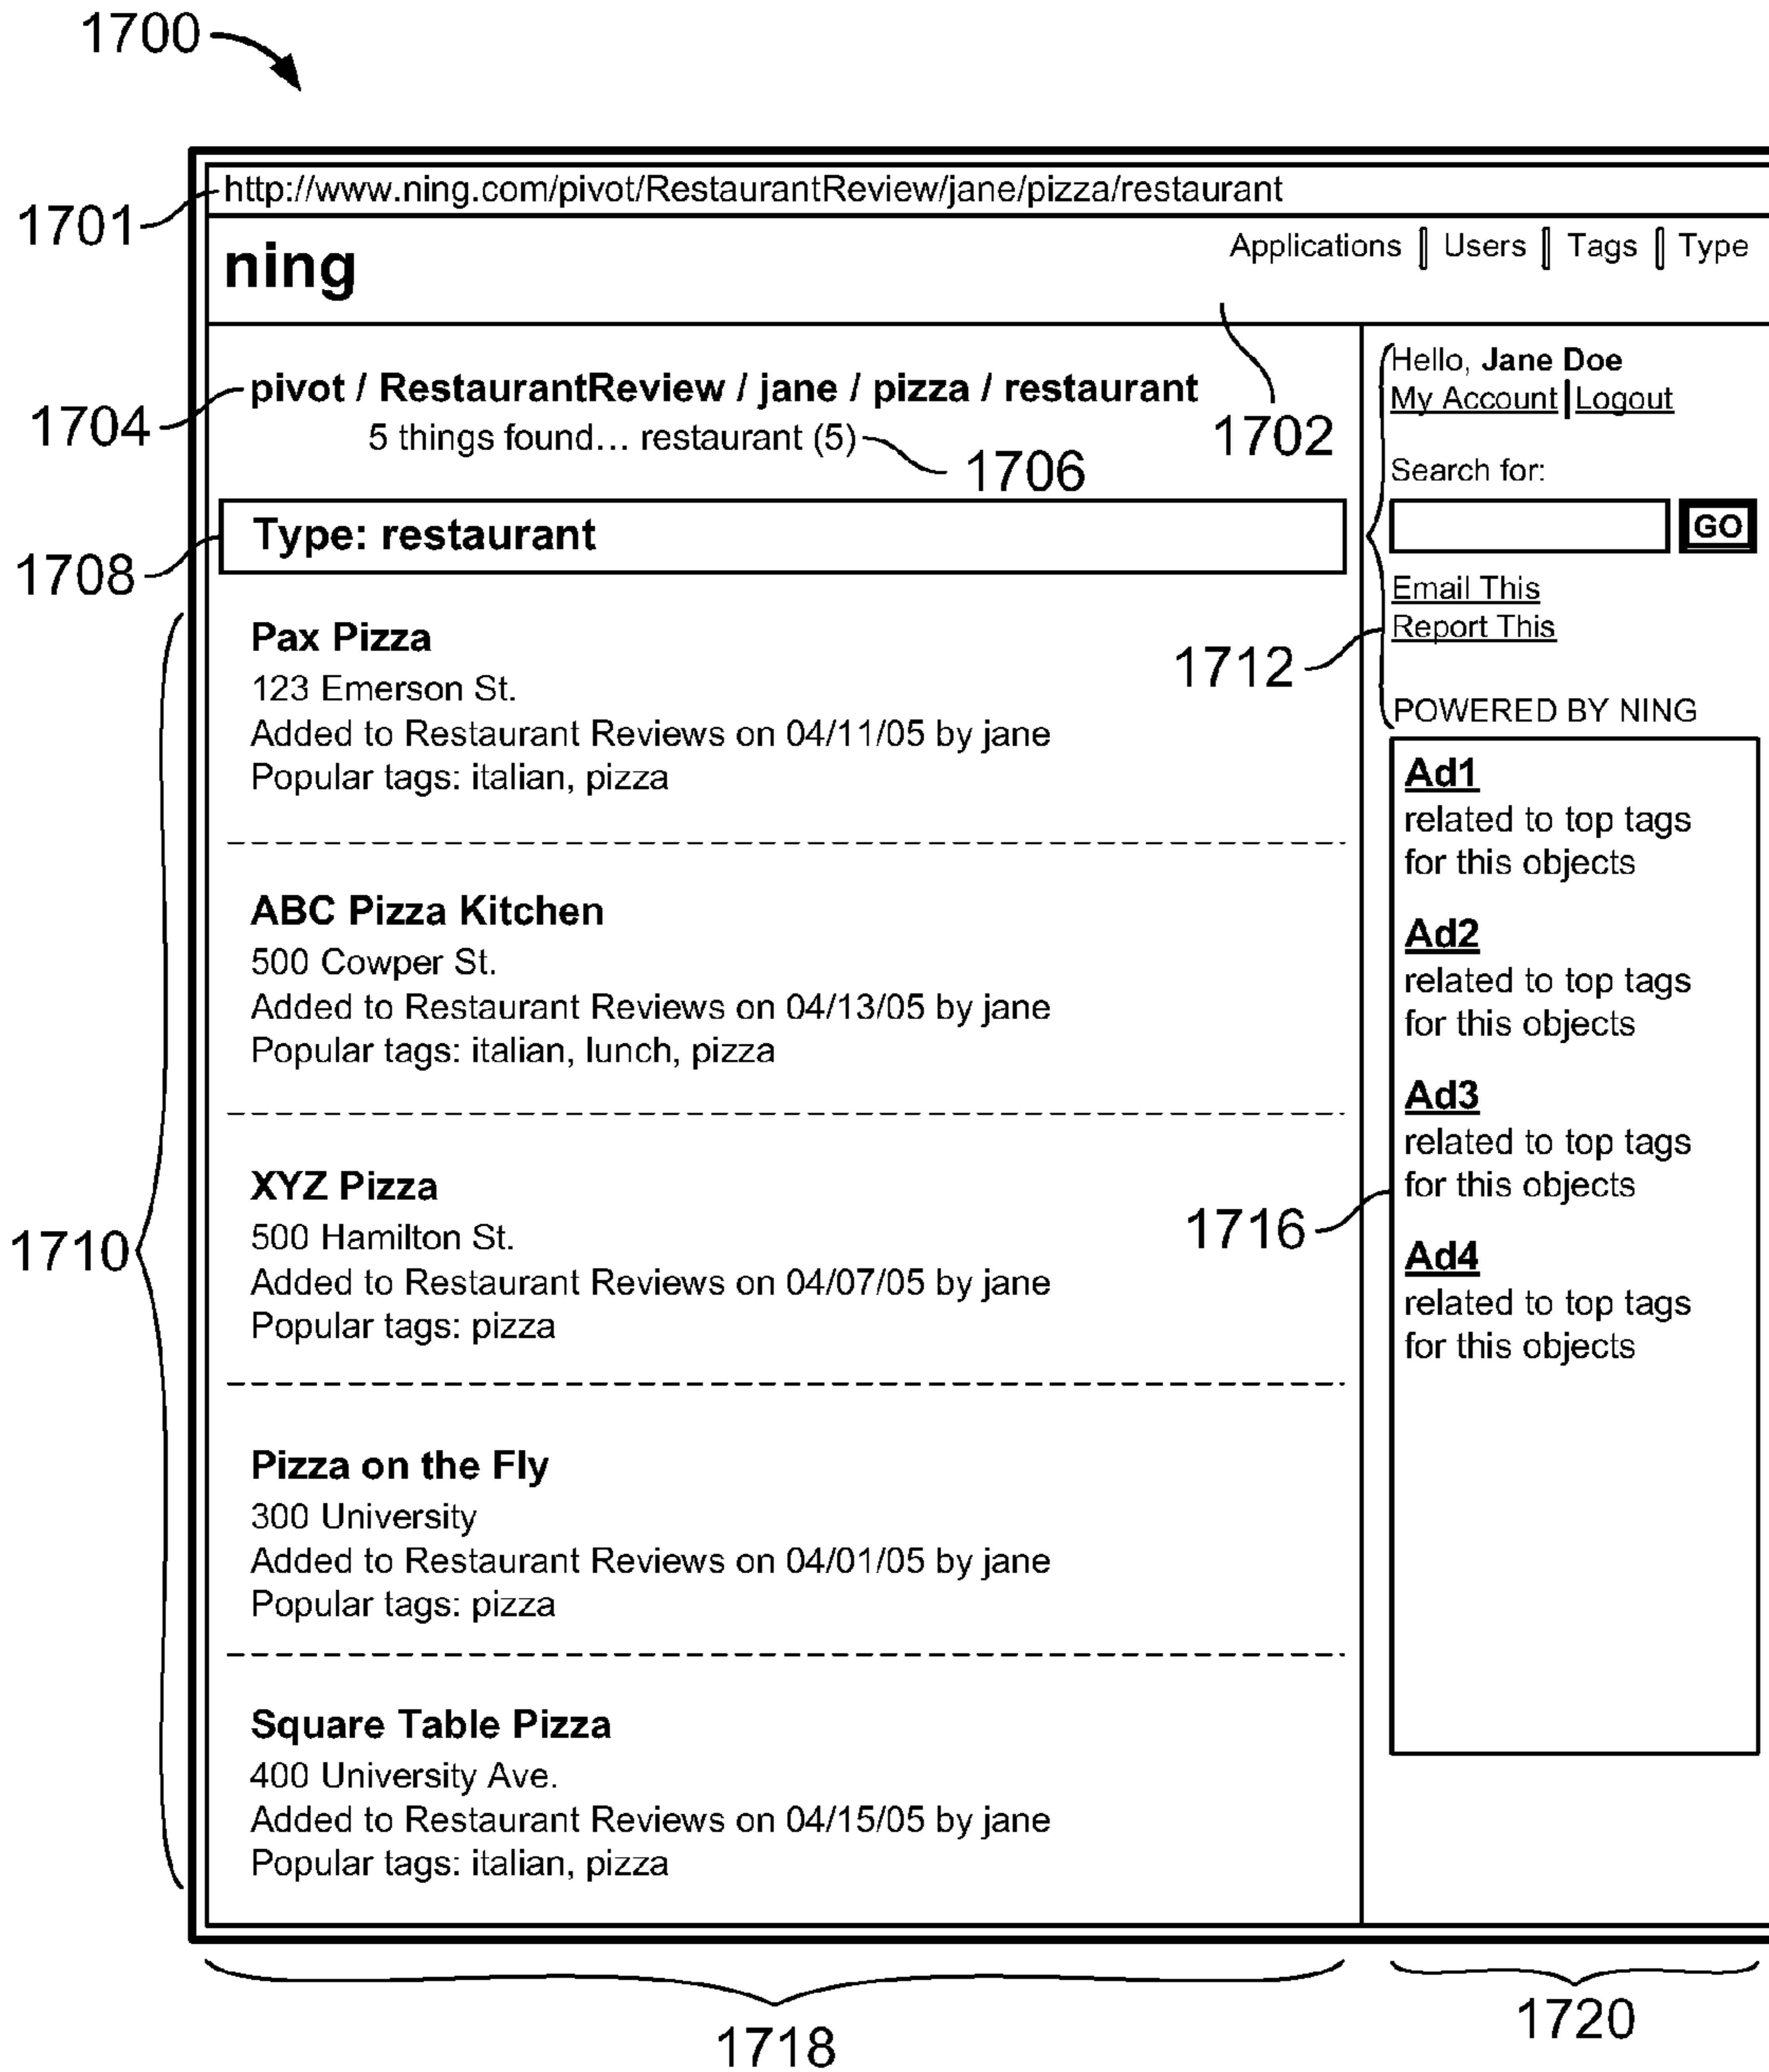 1700
1701
http://www.ning.com/pivot/RestaurantReview/jane/pizza/restaurant
ning
Applications Users Tags Type
1702
1704
pivot / RestaurantReview / jane / pizza / restaurant
5 things found... restaurant (5)
1706
1708
Type: restaurant
1710
Pax Pizza
123 Emerson St.
Added to Restaurant Reviews on 04/11/05 by jane
Popular tags: italian, pizza
ABC Pizza Kitchen
500 Cowper St.
Added to Restaurant Reviews on 04/13/05 by jane
Popular tags: italian, lunch, pizza
XYZ Pizza
500 Hamilton St.
Added to Restaurant Reviews on 04/07/05 by jane
Popular tags: pizza
Pizza on the Fly
300 University
Added to Restaurant Reviews on 04/01/05 by jane
Popular tags: pizza
Square Table Pizza
400 University Ave.
Added to Restaurant Reviews on 04/15/05 by jane
Popular tags: italian, pizza
1712
Hello, Jane Doe
My Account|Logout
Search for:
GO
Email This
Report This
POWERED BY NING
1716
Ad1
related to top tags
for this objects
Ad2
related to top tags
for this objects
Ad3
related to top tags
for this objects
Ad4
related to top tags
for this objects
1718
1720